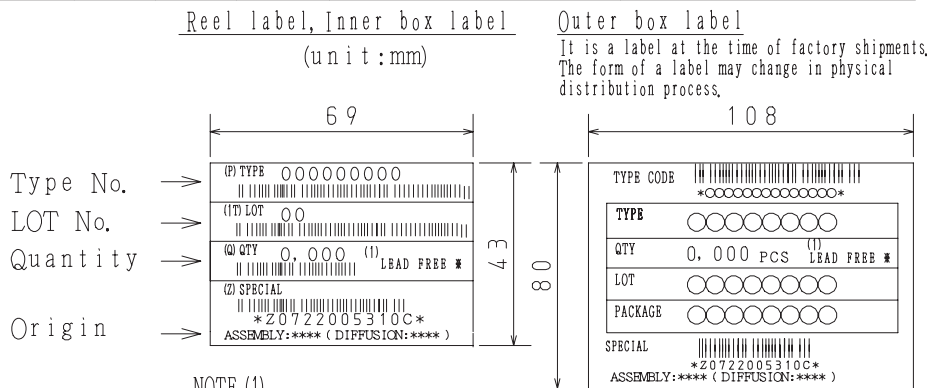 Reel label, Inner box label
(unit:mm)
Outer box label
It is a label at the time of factory shipments.
The form of a label may change in physical
distribution process.
69
108
Type No.
LOT No.
Quantity
Origin
(P) TYPE OOOOOOOOO
(1T) LOT OO
(Q) QTY 0,000 (1) LEAD FREE *
(Z) SPECIAL
*Z0722005310C*
ASSEMBLY:**** (DIFFUSION:****)
43
80
TYPE CODE
*OOOOOOOOOOOOOO*
TYPE OOOOOOOO
QTY 0,000 PCS (1) LEAD FREE *
LOT OOOOOOOO
PACKAGE OOOOOOOO
SPECIAL
*Z0722005310C*
ASSEMBLY:**** (DIFFUSION:****)
NOTE (1)